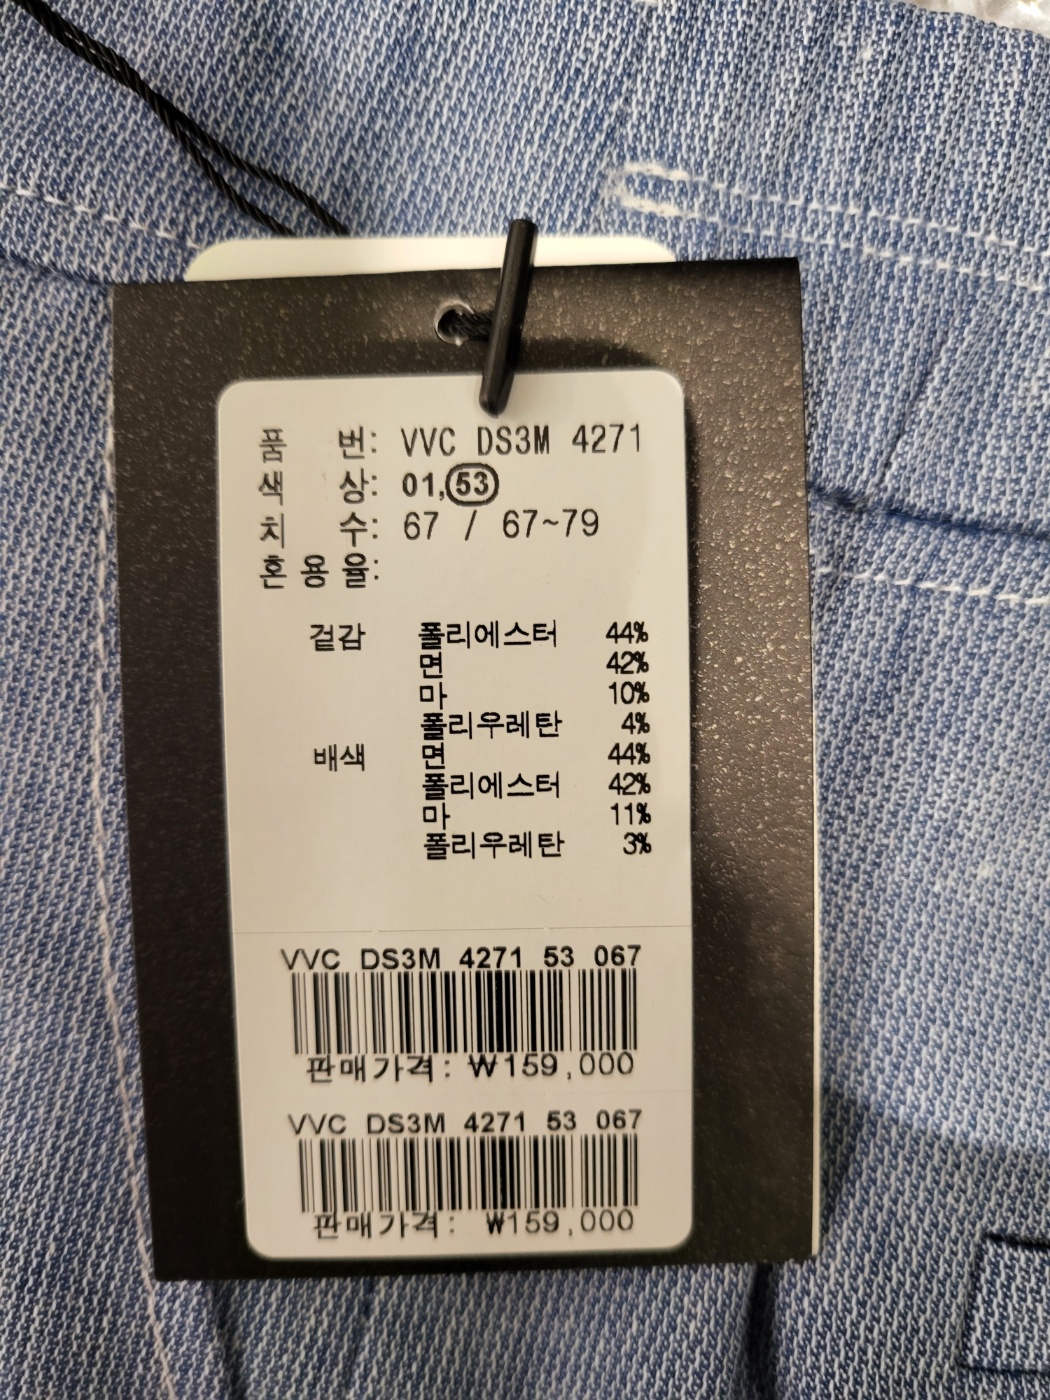 품 번: VVC DS3M 4271
색 상: 01,53
치 수: 67 / 67~79
혼 용 율:
겉감 폴리에스터 44%
면 42%
마 10%
폴리우레탄 4%
배색 면 44%
폴리에스터 42%
마 11%
폴리우레탄 3%
VVC DS3M 4271 53 067
판매가격: ₩159,000
VVC DS3M 4271 53 067
판매가격: ₩159,000